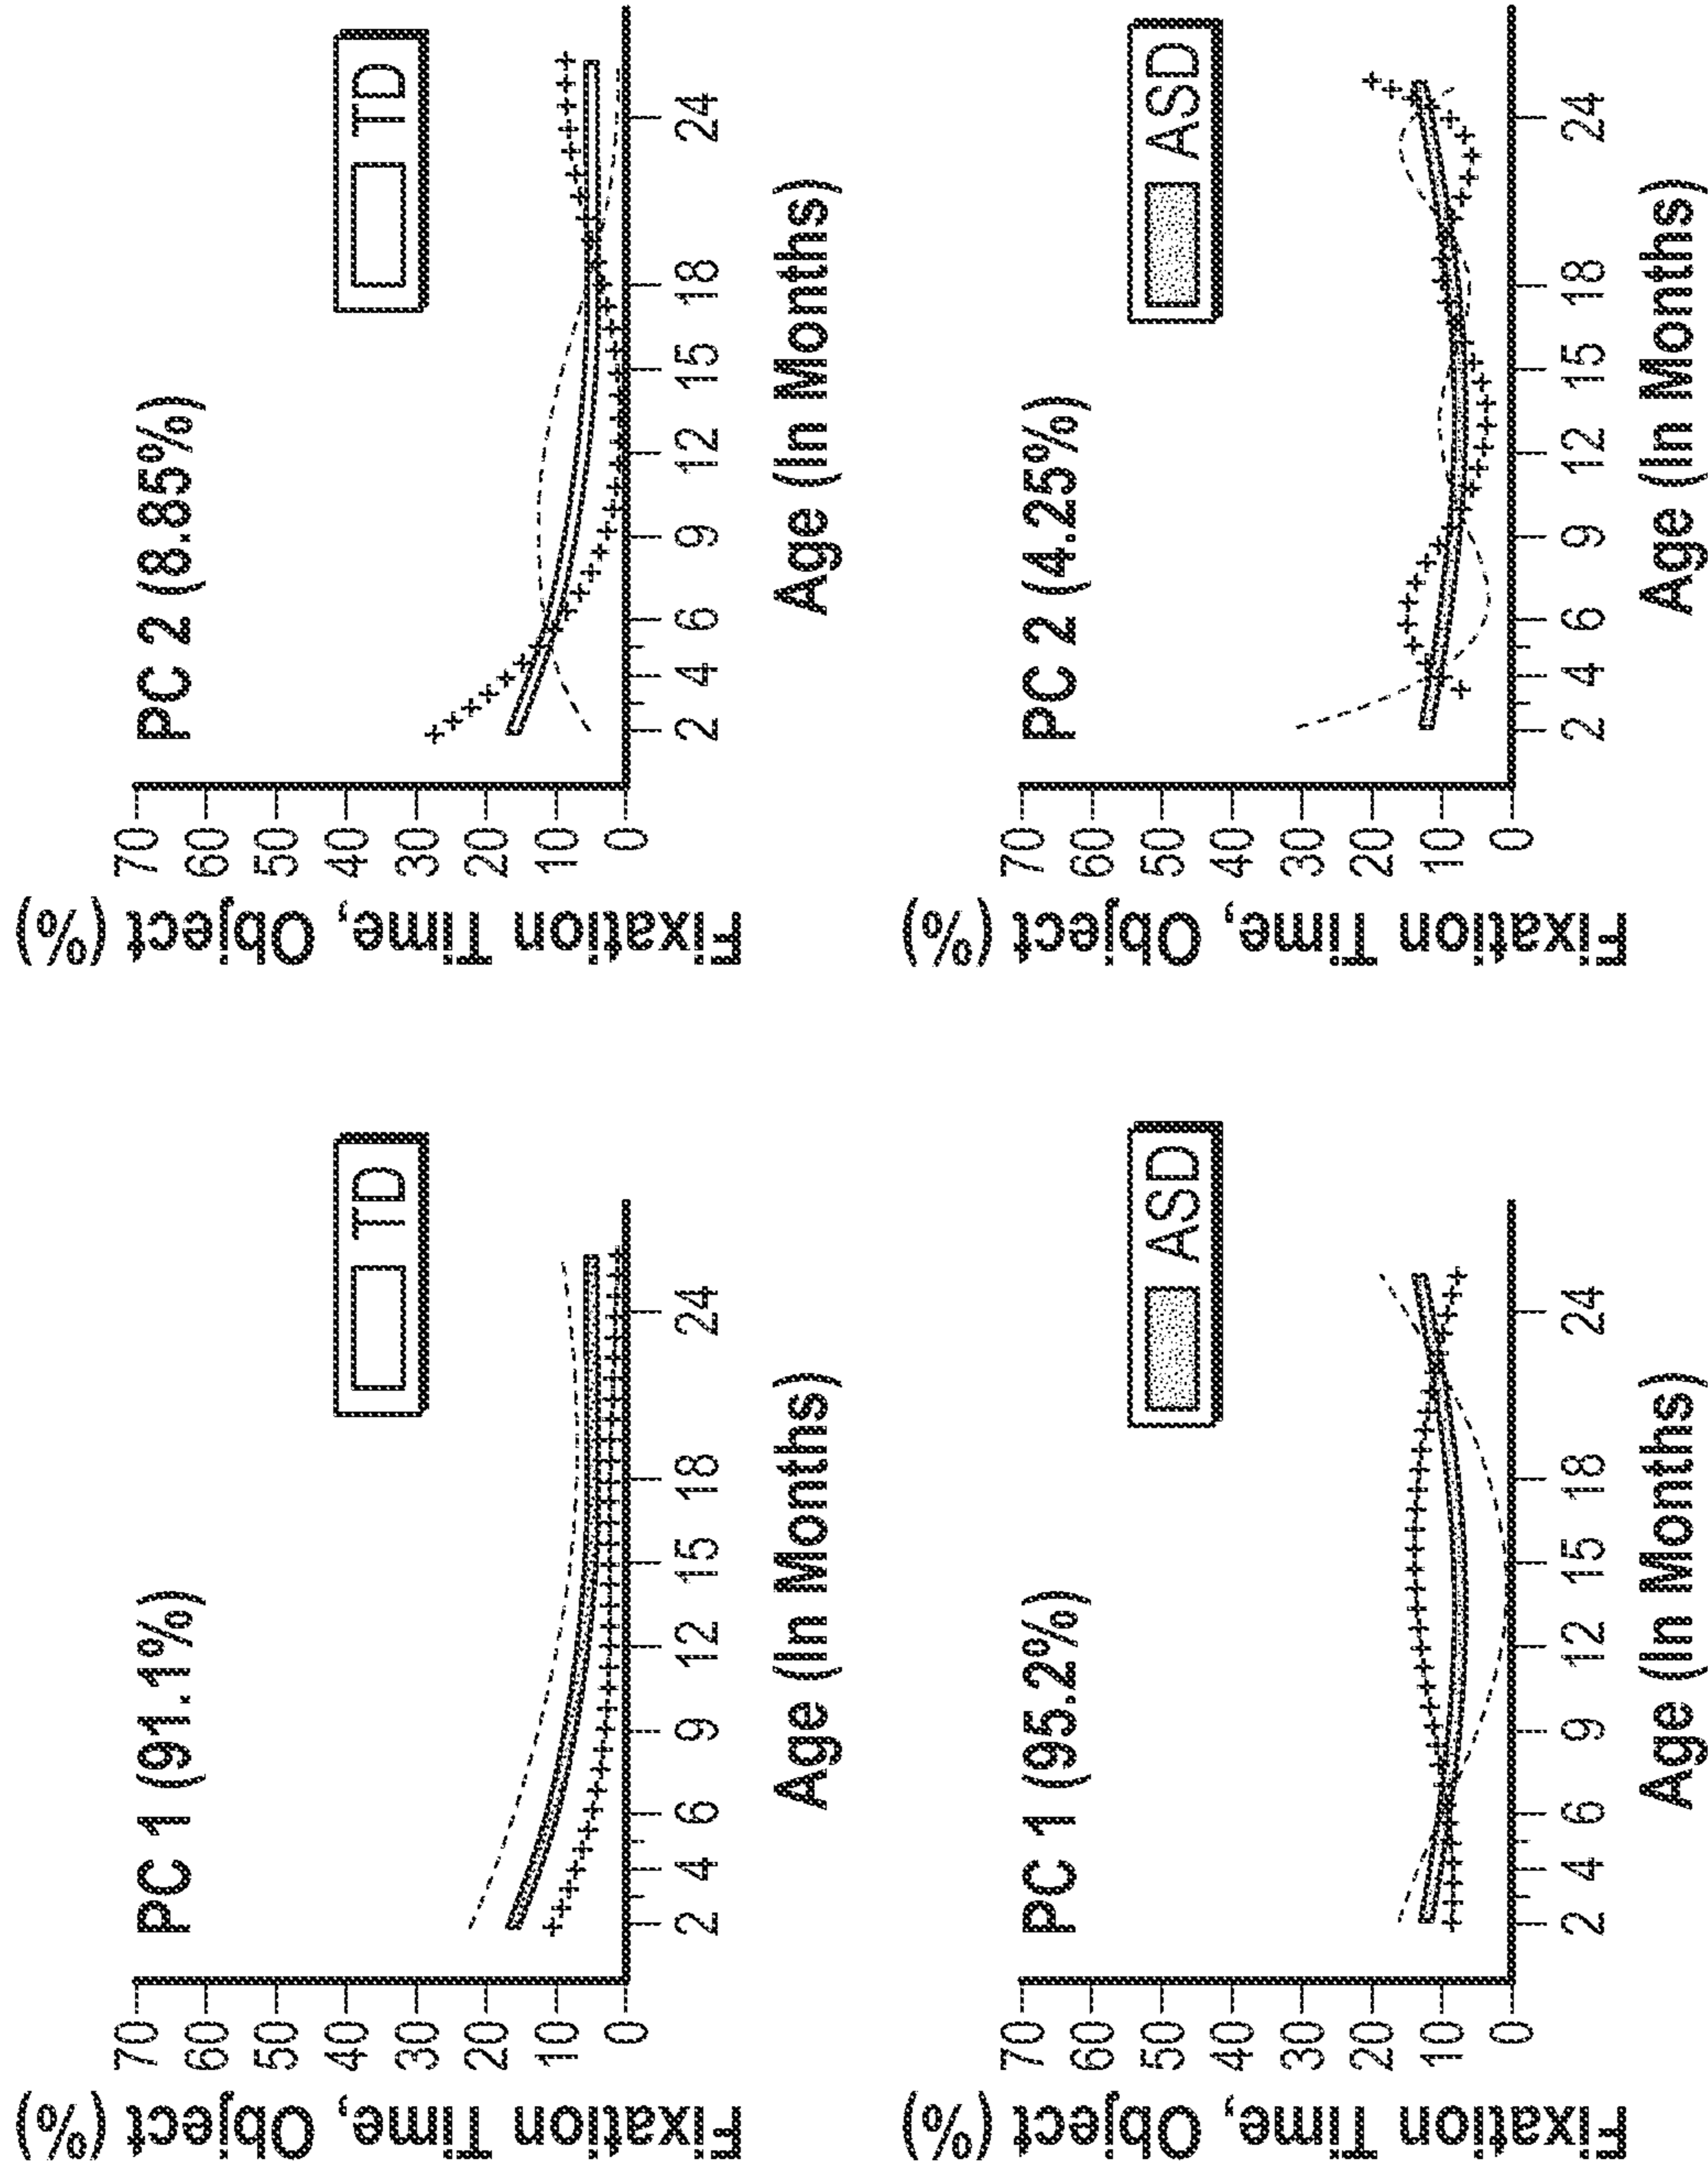 PC 1 (91.1%)
TD
Fixation Time, Object
(%)
70
60
50
40
30
20
10
0
2 4 6 9 12 15 18 24
Age (In Months)
PC 2 (8.85%)
TD
Fixation Time, Object
(%)
70
60
50
40
30
20
10
0
2 4 6 9 12 15 18 24
Age (In Months)
PC 1 (95.2%)
ASD
Fixation Time, Object
(%)
70
60
50
40
30
20
10
0
2 4 6 9 12 15 18 24
Age (In Months)
PC 2 (4.25%)
ASD
Fixation Time, Object
(%)
70
60
50
40
30
20
10
0
2 4 6 9 12 15 18 24
Age (In Months)